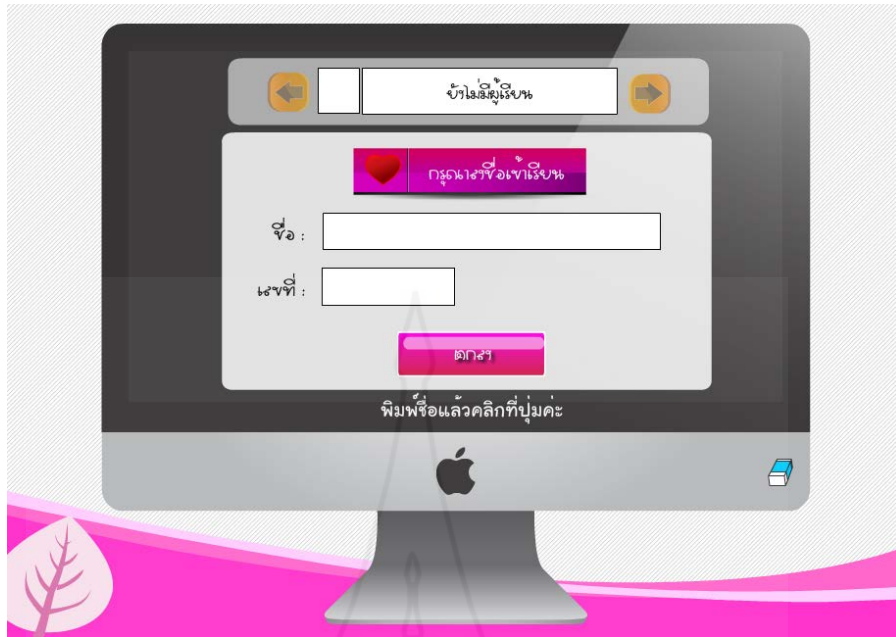 ยังไม่มีผู้เรียน
กรุณาลงชื่อเข้าเรียน
ชื่อ :
เลขที่ :
ตกลง
พิมพ์ชื่อแล้วคลิกที่ปุ่มค่ะ